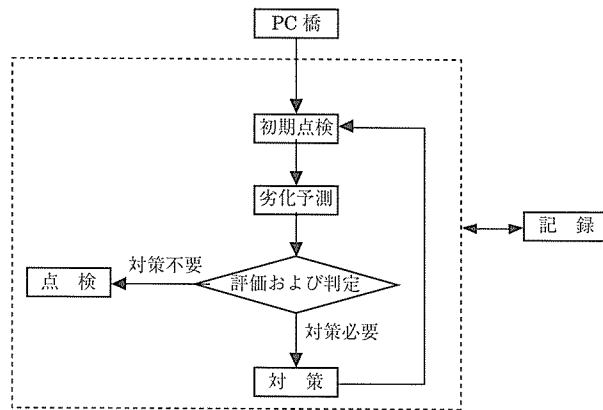 PC橋
初期点検
劣化予測
記 録
対策不要
評価および判定
点 検
対策必要
対 策